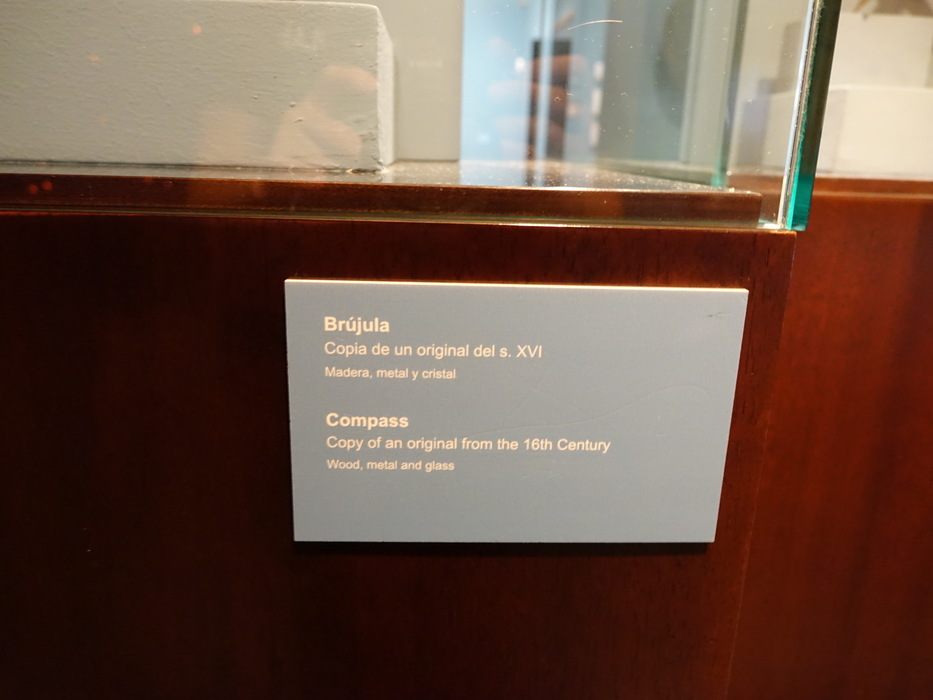 Brújula
Copia de un original del s. XVI
Madera, metal y cristal
Compass
Copy of an original from the 16th Century
Wood, metal and glass